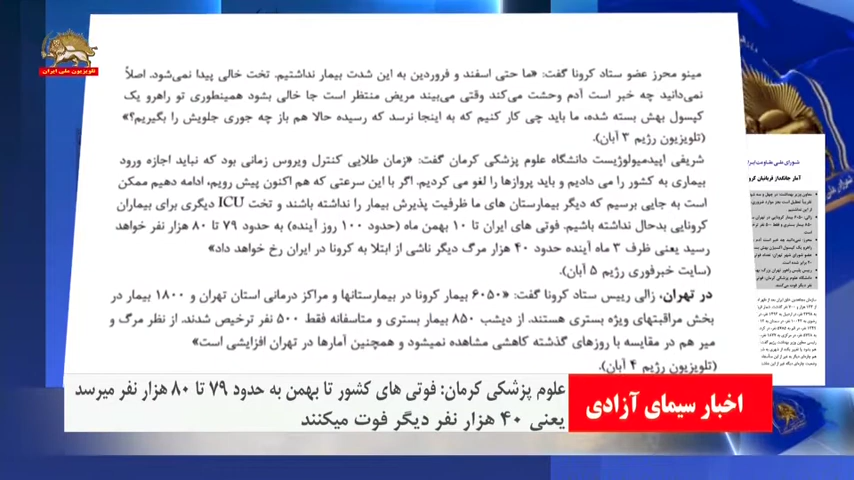 تلویزیون ملی ایران
مینو محرز عضو ستاد کرونا گفت: «ما حتی اسفند و فروردین به این شدت بیمار نداشتیم. تخت خالی پیدا نمی‌شود. اصلاً
نمی‌دانید چه خبر است آدم وحشت می‌کند وقتی می‌بیند مریض منتظر است جا خالی بشود همینطوری تو راهرو یک
کپسول بهش بسته شده، ما باید چی کار کنیم که به اینجا نرسد که رسیده حالا هم باز چه جوری جلویش را بگیریم؟»
(تلویزیون رژیم ۳ آبان).
شریفی اپیدمیولوژیست دانشگاه علوم پزشکی کرمان گفت: «زمان طلایی کنترل ویروس زمانی بود که نباید اجازه ورود
بیماری به کشور را می دادیم و باید پروازها را لغو می کردیم. اگر با این سرعتی که هم اکنون پیش رویم، ادامه دهیم ممکن
است به جایی برسیم که دیگر بیمارستان های ما ظرفیت پذیرش بیمار را نداشته باشند و تخت ICU دیگری برای بیماران
کرونایی بدحال نداشته باشیم. فوتی های ایران تا ۱۰ بهمن ماه (حدود ۱۰۰ روز آینده) به حدود ۷۹ تا ۸۰ هزار نفر خواهد
رسید یعنی ظرف ۳ ماه آینده حدود ۴۰ هزار مرگ دیگر ناشی از ابتلا به کرونا در ایران رخ خواهد داد»
(سایت خبرفوری رژیم ۵ آبان).
در تهران، زالی رییس ستاد کرونا گفت: «۶۰۵۰ بیمار کرونا در بیمارستانها و مراکز درمانی استان تهران و ۱۸۰۰ بیمار در
بخش مراقبتهای ویژه بستری هستند. از دیشب ۸۵۰ بیمار بستری و متاسفانه فقط ۵۰۰ نفر ترخیص شدند. از نظر مرگ و
میر هم در مقایسه با روزهای گذشته کاهشی مشاهده نمیشود و همچنین آمارها در تهران افزایشی است»
(تلویزیون رژیم ۴ آبان).
اخبار سیمای آزادی
علوم پزشکی کرمان: فوتی های کشور تا بهمن به حدود ۷۹ تا ۸۰ هزار نفر میرسد
یعنی ۴۰ هزار نفر دیگر فوت میکنند